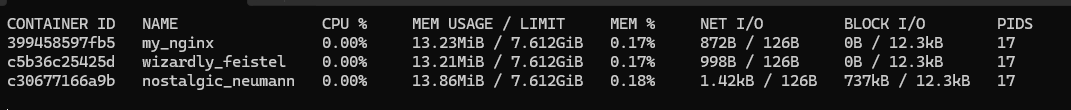 CONTAINER ID   NAME                CPU %     MEM USAGE / LIMIT     MEM %     NET I/O         BLOCK I/O        PIDS
399458597fb5   my_nginx            0.00%     13.23MiB / 7.612GiB   0.17%     872B / 126B     0B / 12.3kB      17
c5b36c25425d   wizardly_feistel    0.00%     13.21MiB / 7.612GiB   0.17%     998B / 126B     0B / 12.3kB      17
c30677166a9b   nostalgic_neumann   0.00%     13.86MiB / 7.612GiB   0.18%     1.42kB / 126B   737kB / 12.3kB   17